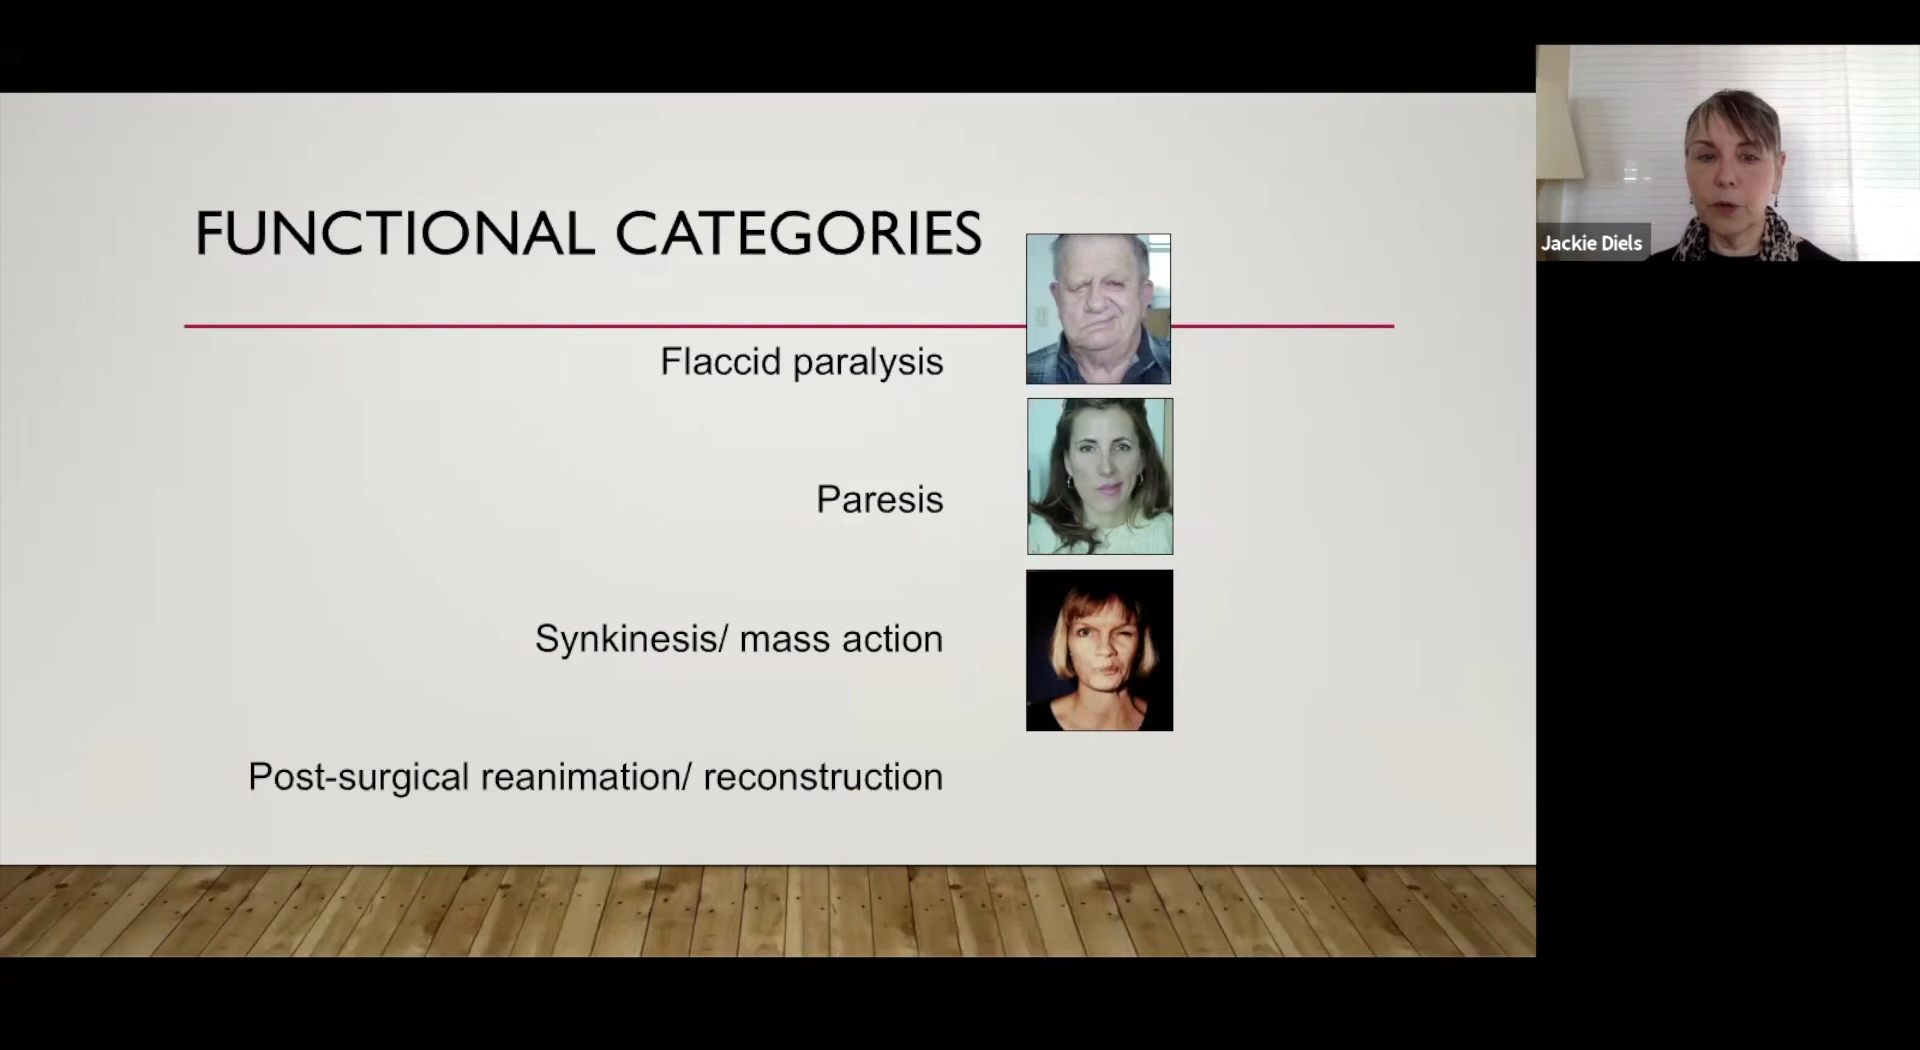 FUNCTIONAL CATEGORIES
Flaccid paralysis
Paresis
Synkinesis/ mass action
Post-surgical reanimation/ reconstruction
Jackie Diels